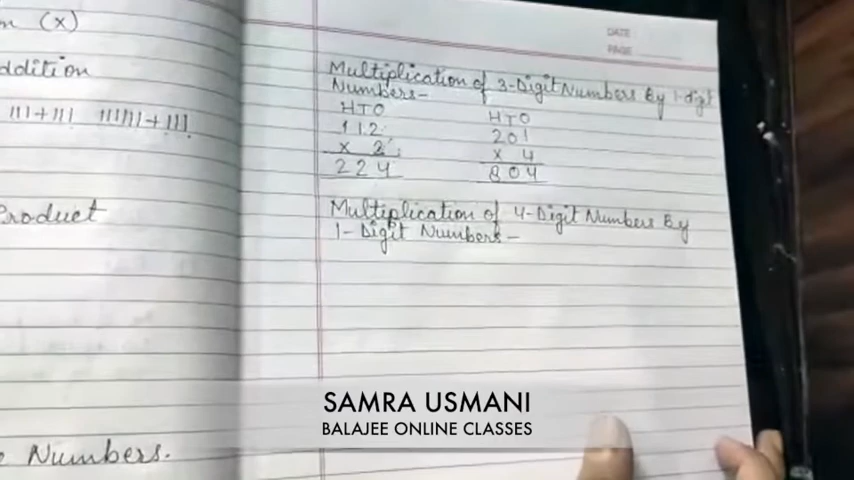 n (X)
ddition
111+111 111111+111
Product
Numbers.
DATE
PAGE
Multiplication of 3-Digit Numbers By 1-digit
Numbers-
HTO
112
x 2
224
HTO
201
x 4
804
Multiplication of 4-Digit Numbers By
1-Digit Numbers-
SAMRA USMANI
BALAJEE ONLINE CLASSES